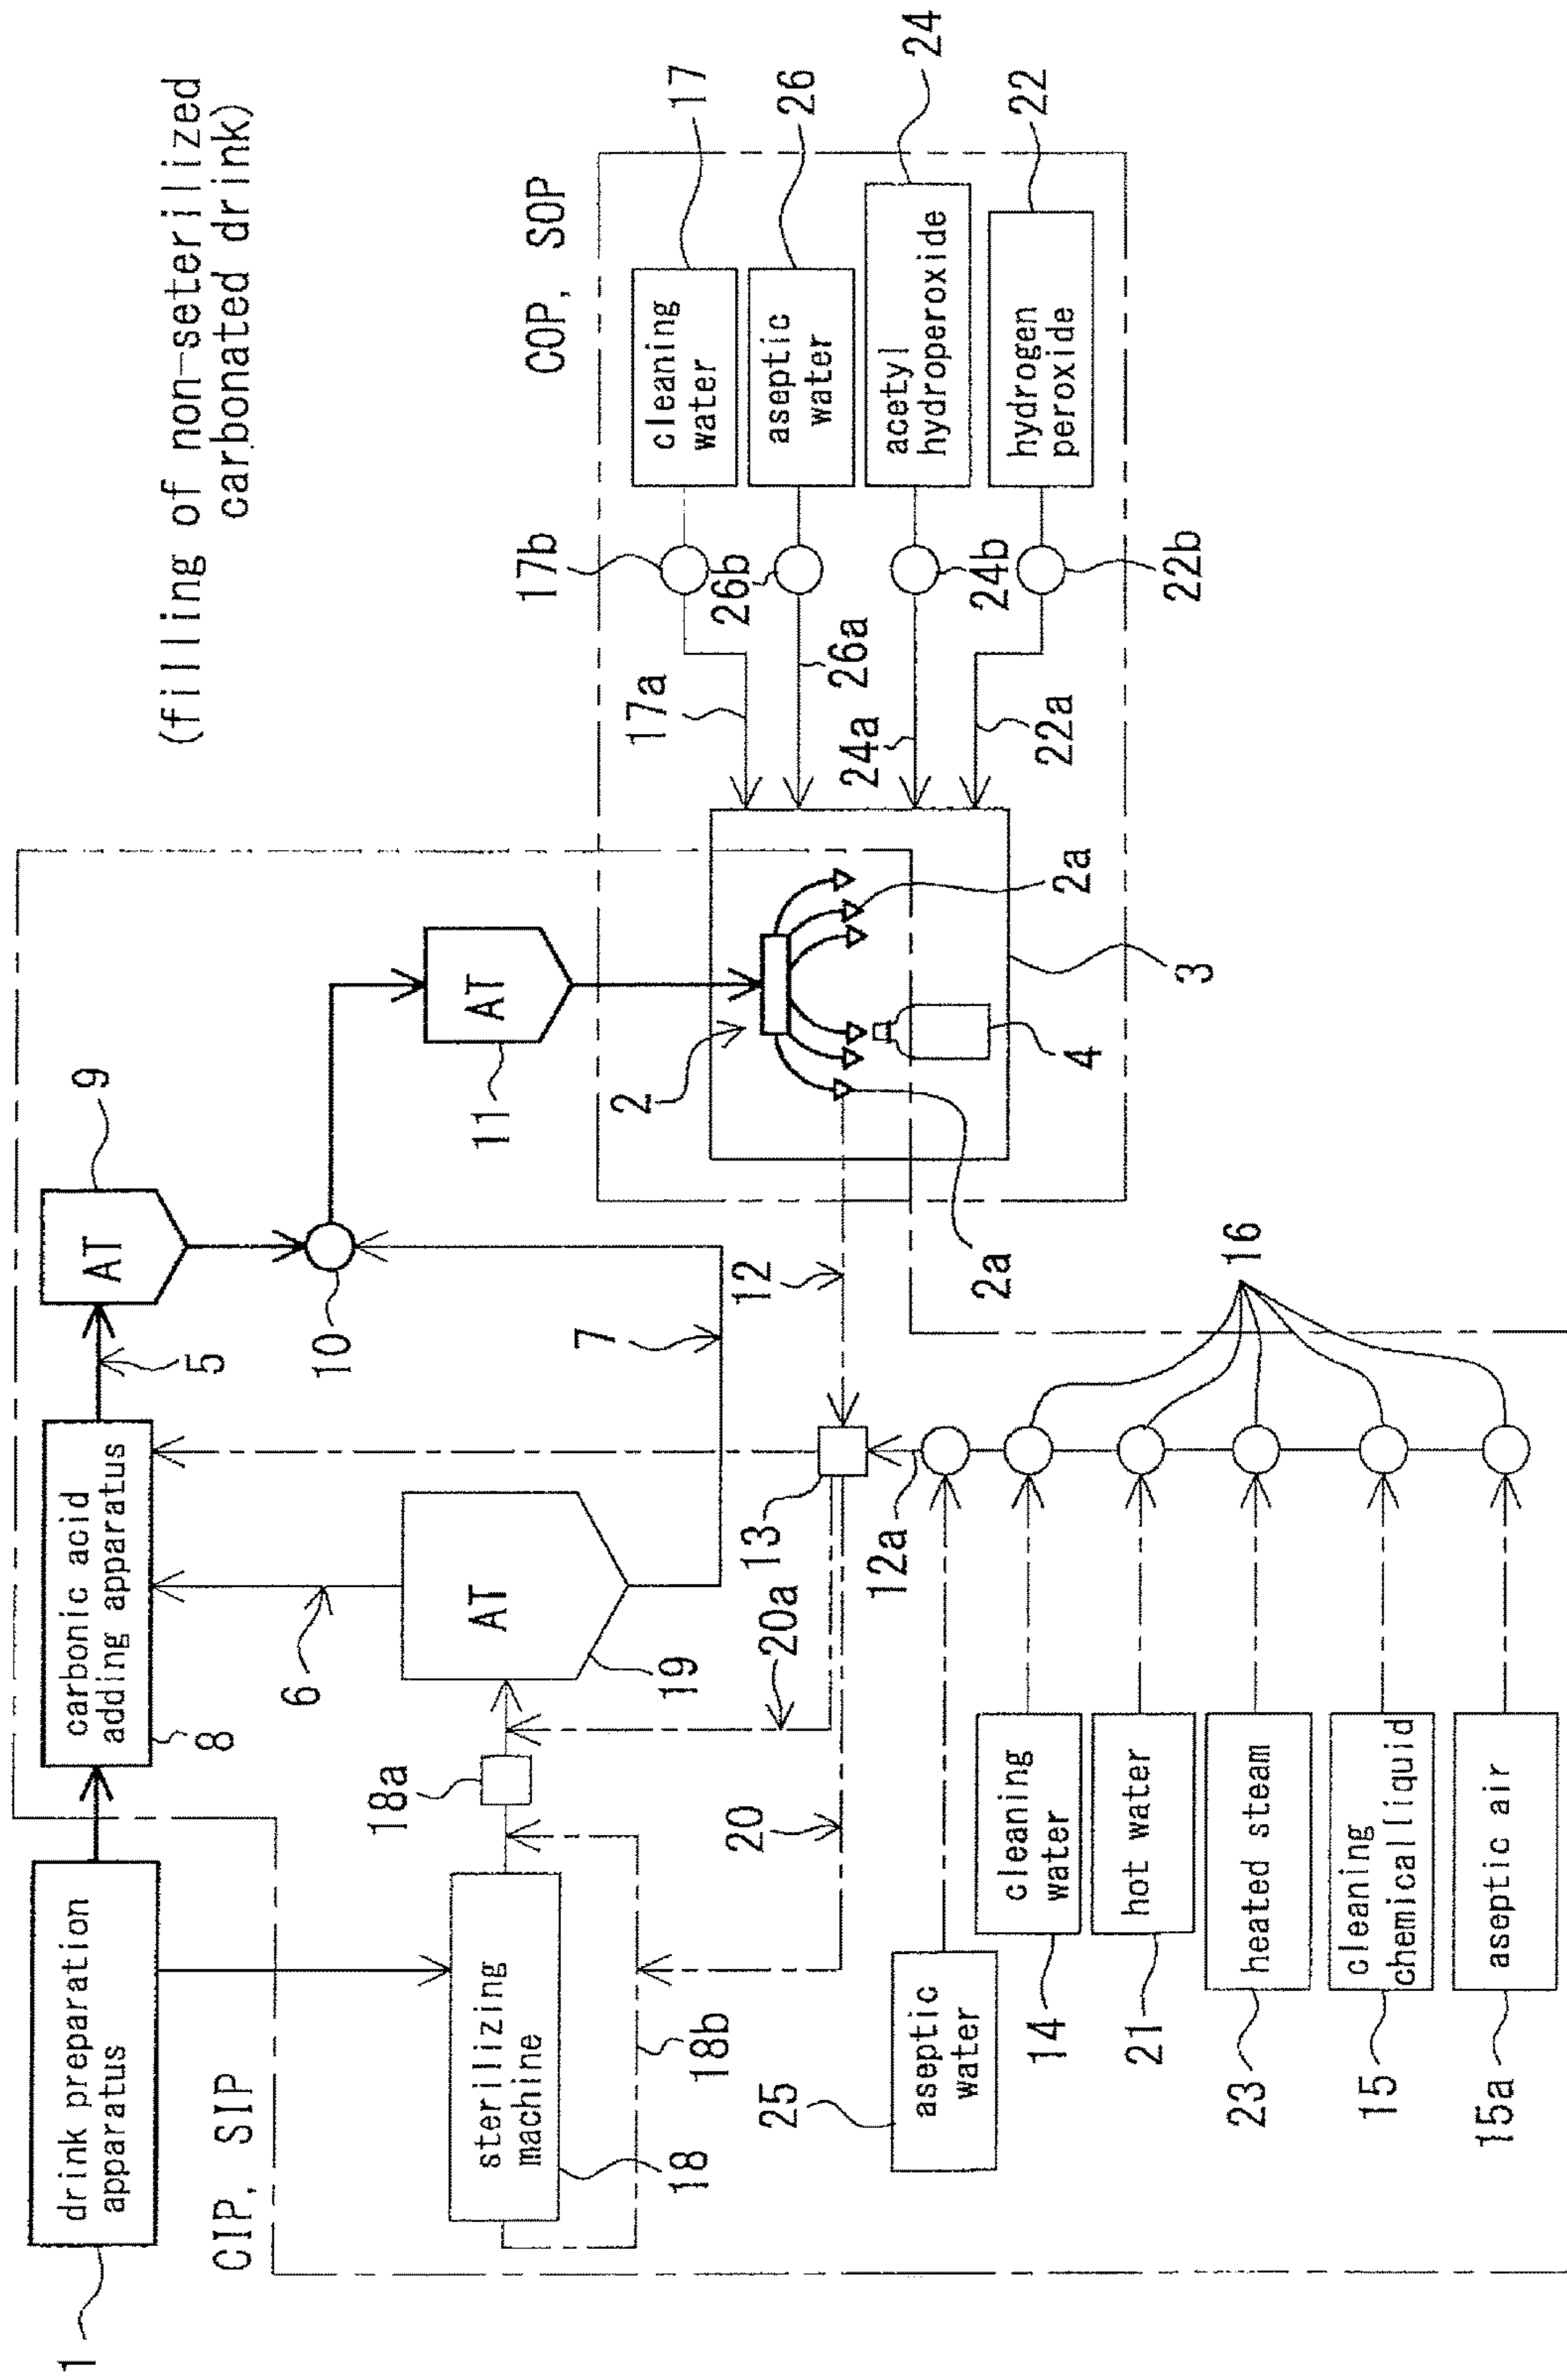 (filling of non-seterilized
carbonated drink)
1
drink preparation
apparatus
CIP, SIP
carbonic acid
adding apparatus
8
5
AT
9
10
6
7
AT
19
18a
sterilizing
machine
18
18b
20
20a
13
12
12a
11
AT
2
2a
2a
3
4
COP, SOP
cleaning
water
17
17a
17b
aseptic
water
26
26a
26b
acetyl
hydroperoxide
24
24a
24b
hydrogen
peroxide
22
22a
22b
16
aseptic
water
25
cleaning
water
14
hot water
21
heated steam
23
cleaning
chemical liquid
15
aseptic air
15a